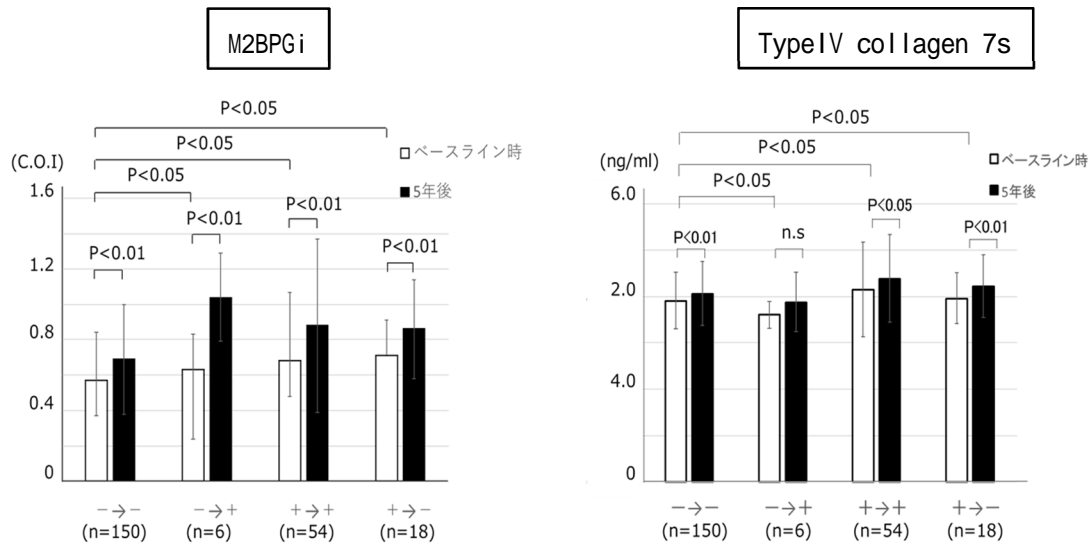 M2BPGi
P<0.05
P<0.05
P<0.05
(C.O.I)
ベースライン時
5年後
1.6
1.2
0.8
0.4
0
P<0.01
P<0.01
P<0.01
P<0.01
−→−
−→+
+→+
+→−
(n=150)
(n=6)
(n=54)
(n=18)
TypeIV collagen 7s
P<0.05
P<0.05
P<0.05
(ng/ml)
ベースライン時
5年後
6.0
2.0
4.0
0
P<0.01
n.s
P<0.05
P<0.01
−→−
−→+
+→+
+→−
(n=150)
(n=6)
(n=54)
(n=18)